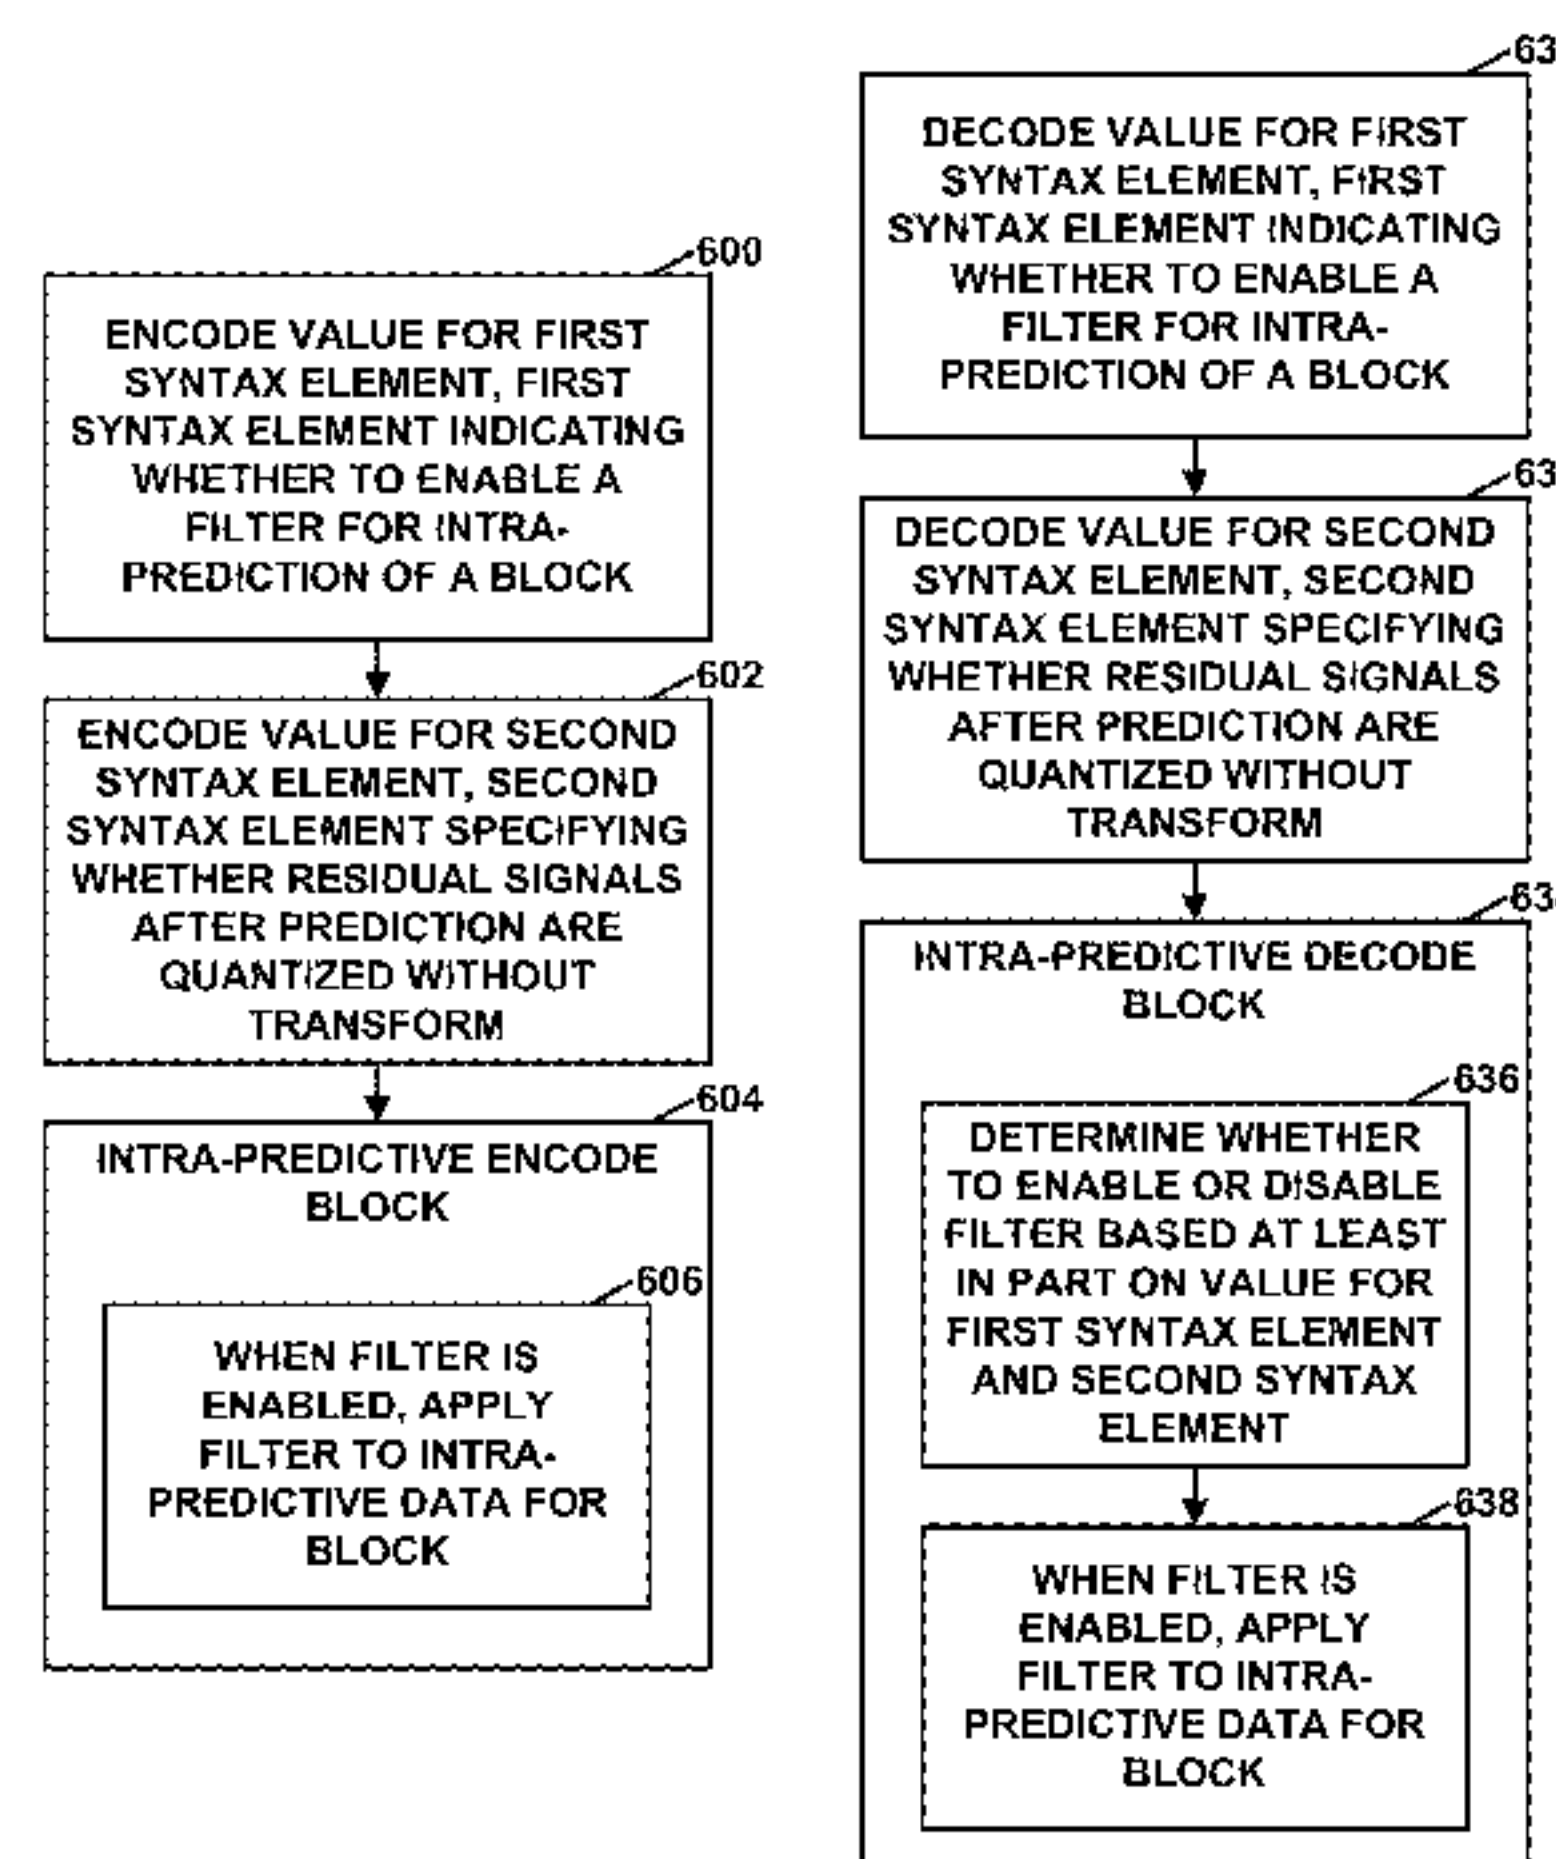 600
ENCODE VALUE FOR FIRST
SYNTAX ELEMENT, FIRST
SYNTAX ELEMENT INDICATING
WHETHER TO ENABLE A
FILTER FOR INTRA-
PREDICTION OF A BLOCK
602
ENCODE VALUE FOR SECOND
SYNTAX ELEMENT, SECOND
SYNTAX ELEMENT SPECIFYING
WHETHER RESIDUAL SIGNALS
AFTER PREDICTION ARE
QUANTIZED WITHOUT
TRANSFORM
604
INTRA-PREDICTIVE ENCODE
BLOCK
606
WHEN FILTER IS
ENABLED, APPLY
FILTER TO INTRA-
PREDICTIVE DATA FOR
BLOCK
63
DECODE VALUE FOR FIRST
SYNTAX ELEMENT, FIRST
SYNTAX ELEMENT INDICATING
WHETHER TO ENABLE A
FILTER FOR INTRA-
PREDICTION OF A BLOCK
63
DECODE VALUE FOR SECOND
SYNTAX ELEMENT, SECOND
SYNTAX ELEMENT SPECIFYING
WHETHER RESIDUAL SIGNALS
AFTER PREDICTION ARE
QUANTIZED WITHOUT
TRANSFORM
63
INTRA-PREDICTIVE DECODE
BLOCK
636
DETERMINE WHETHER
TO ENABLE OR DISABLE
FILTER BASED AT LEAST
IN PART ON VALUE FOR
FIRST SYNTAX ELEMENT
AND SECOND SYNTAX
ELEMENT
638
WHEN FILTER IS
ENABLED, APPLY
FILTER TO INTRA-
PREDICTIVE DATA FOR
BLOCK